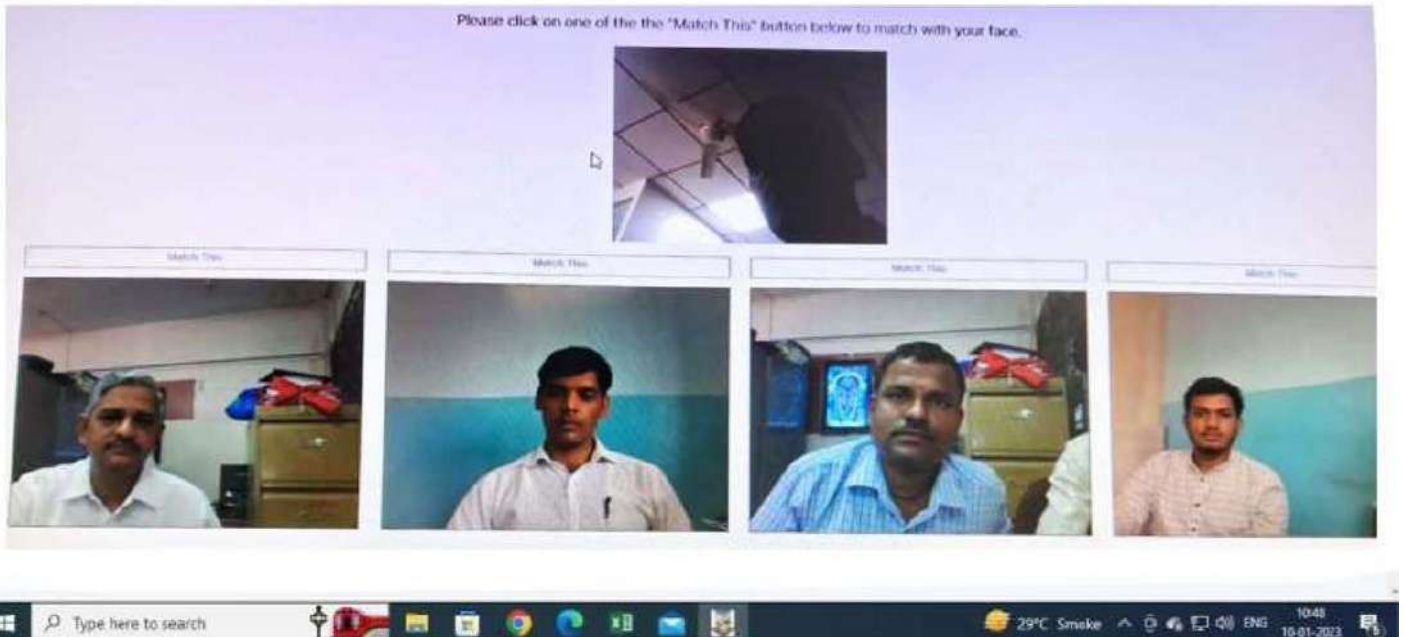 Please click on one of the the "Match This" button below to match with your face.
Match This
Match This
Match This
Match This
Type here to search
29°C Smoke
ENG
10:48
10-01-2023